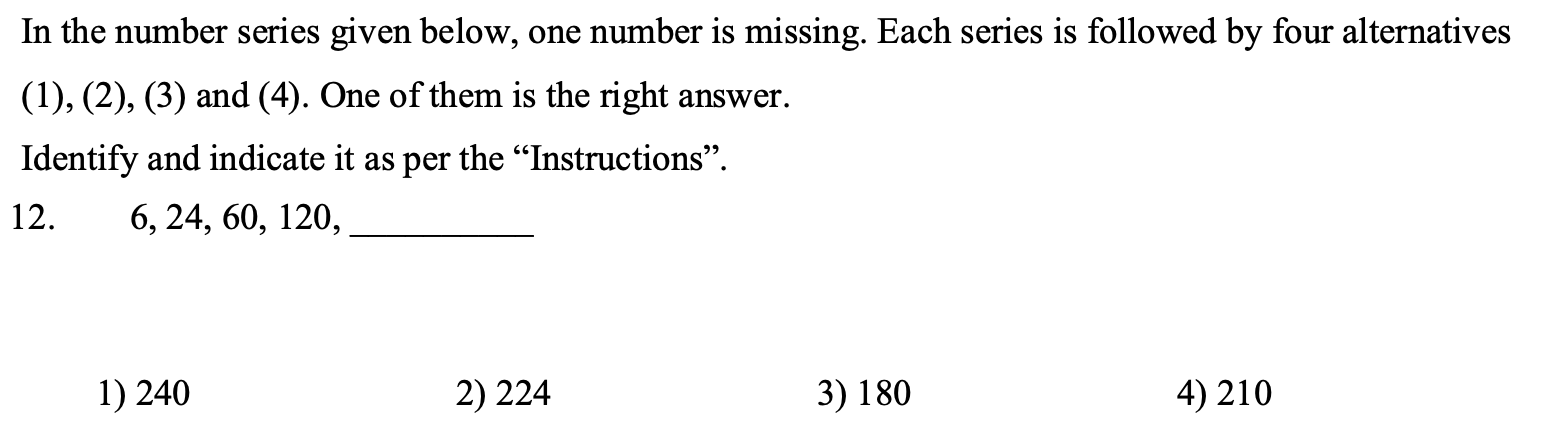 In the number series given below, one number is missing. Each series is followed by four alternatives
(1), (2), (3) and (4). One of them is the right answer.
Identify and indicate it as per the “Instructions”.
12. 6, 24, 60, 120, __________
1) 240 2) 224 3) 180 4) 210